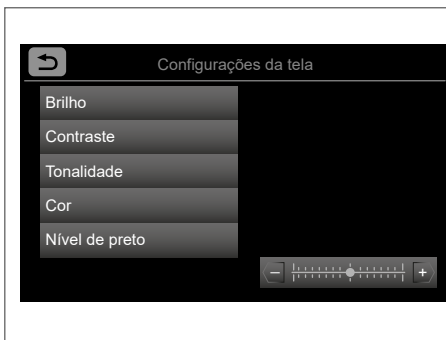 Configurações da tela
Brilho
Contraste
Tonalidade
Cor
Nível de preto
− +